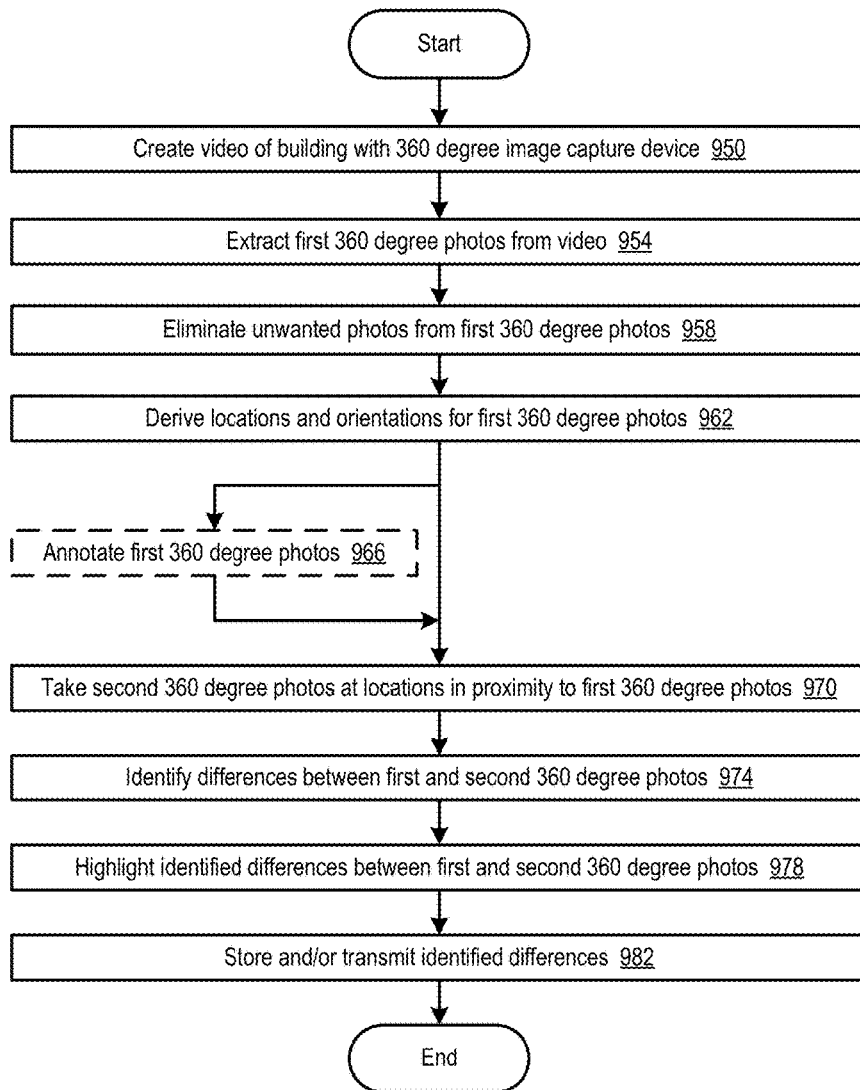 Start
Create video of building with 360 degree image capture device 950
Extract first 360 degree photos from video 954
Eliminate unwanted photos from first 360 degree photos 958
Derive locations and orientations for first 360 degree photos 962
Annotate first 360 degree photos 966
Take second 360 degree photos at locations in proximity to first 360 degree photos 970
Identify differences between first and second 360 degree photos 974
Highlight identified differences between first and second 360 degree photos 978
Store and/or transmit identified differences 982
End